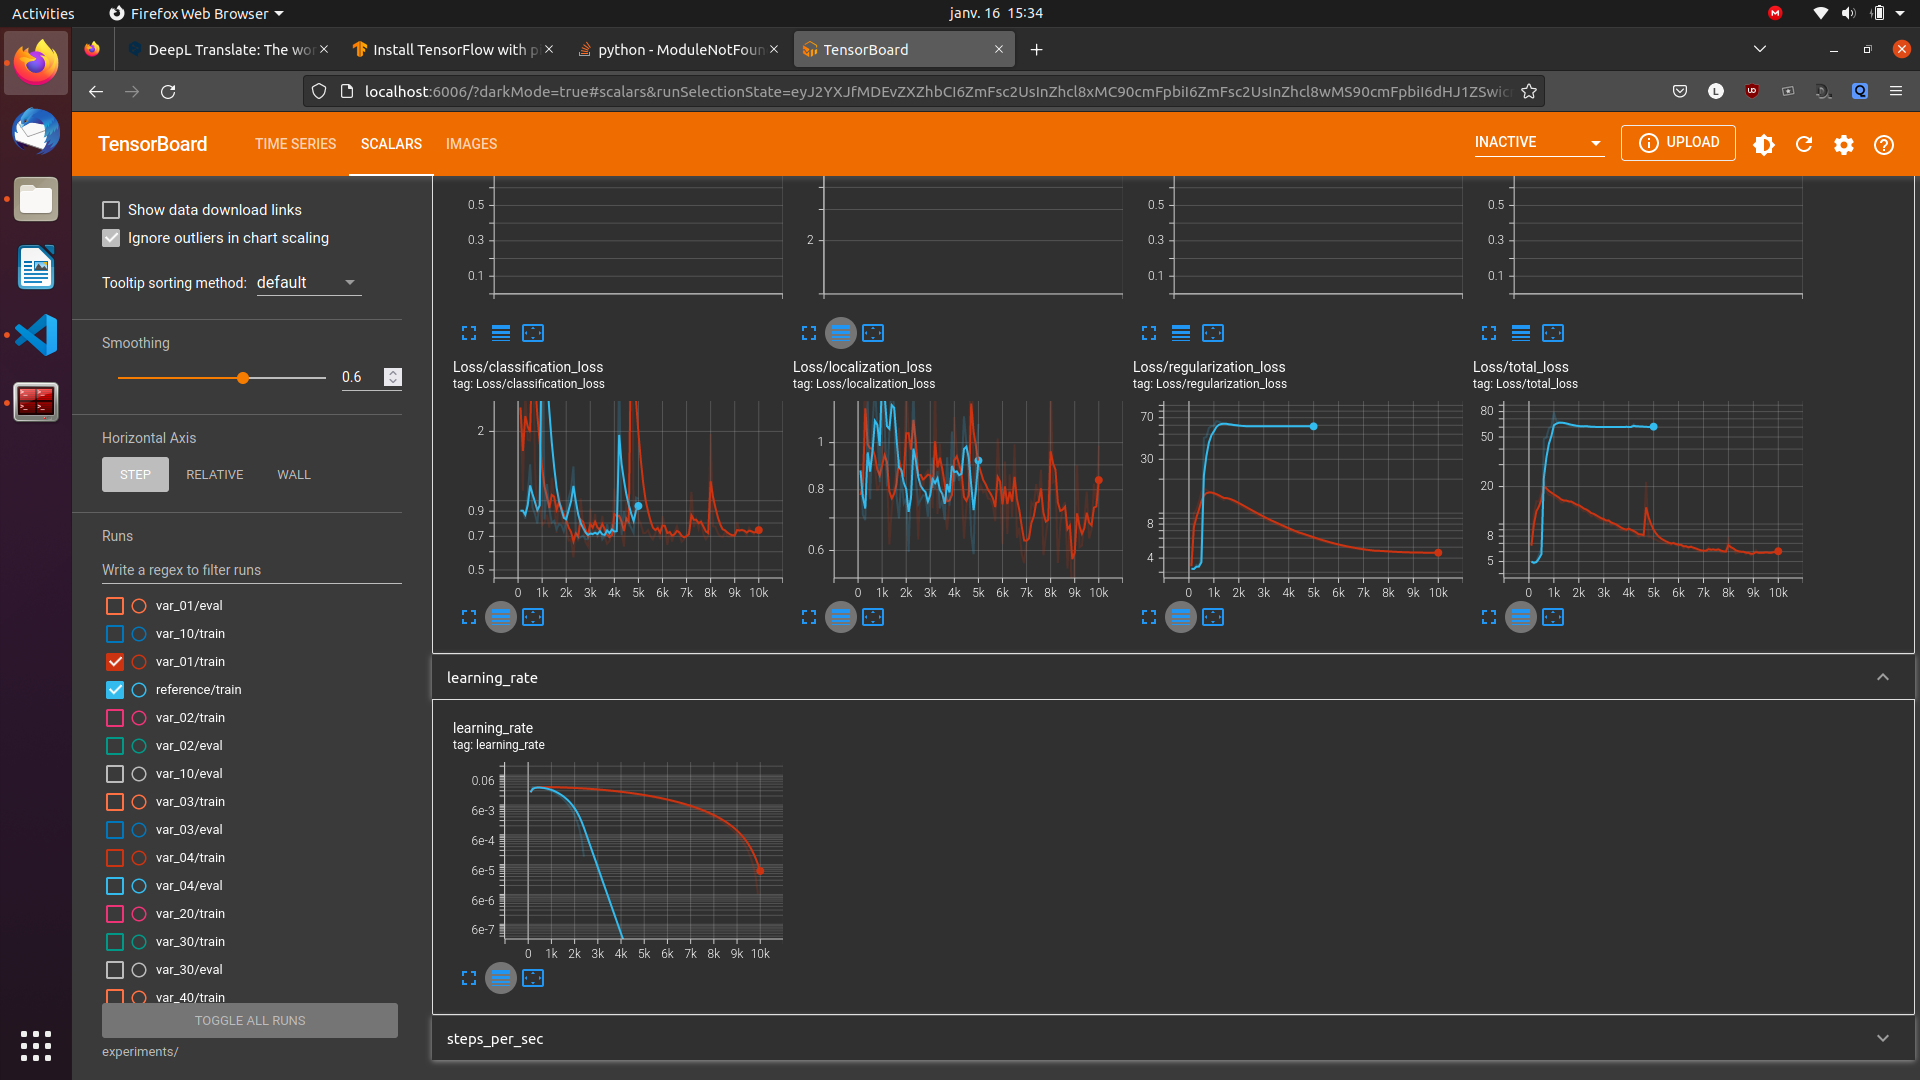 Activities
Firefox Web Browser
janv. 16 15:34
DeepL Translate: The wor
Install TensorFlow with pi
python - ModuleNotFoun
TensorBoard
TensorBoard
TIME SERIES
SCALARS
IMAGES
INACTIVE
UPLOAD
Show data download links
Ignore outliers in chart scaling
Tooltip sorting method: default
Smoothing
0.6
Horizontal Axis
STEP
RELATIVE
WALL
Runs
Write a regex to filter runs
var_01/eval
var_10/train
var_01/train
reference/train
var_02/train
var_02/eval
var_10/eval
var_03/train
var_03/eval
var_04/train
var_04/eval
var_20/train
var_30/train
var_30/eval
var_40/train
TOGGLE ALL RUNS
experiments/
0.5
0.3
0.1
2
0.5
0.3
0.1
0.5
0.3
0.1
Loss/classification_loss
tag: Loss/classification_loss
2
0.9
0.7
0.5
0 1k 2k 3k 4k 5k 6k 7k 8k 9k 10k
Loss/localization_loss
tag: Loss/localization_loss
1
0.8
0.6
0 1k 2k 3k 4k 5k 6k 7k 8k 9k 10k
Loss/regularization_loss
tag: Loss/regularization_loss
70
30
8
4
0 1k 2k 3k 4k 5k 6k 7k 8k 9k 10k
Loss/total_loss
tag: Loss/total_loss
80
50
20
8
5
0 1k 2k 3k 4k 5k 6k 7k 8k 9k 10k
learning_rate
learning_rate
tag: learning_rate
0.06
6e-3
6e-4
6e-5
6e-6
6e-7
0 1k 2k 3k 4k 5k 6k 7k 8k 9k 10k
steps_per_sec